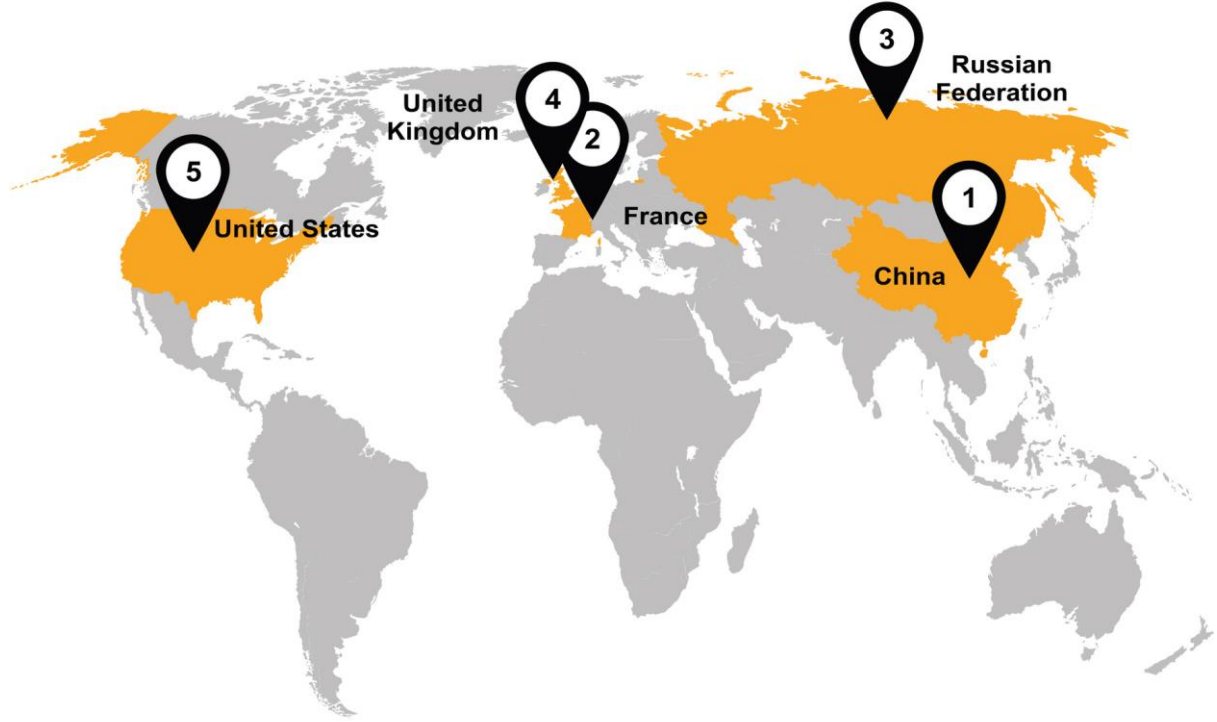 3
Russian
Federation
4
United
Kingdom
2
5
1
United States
France
China